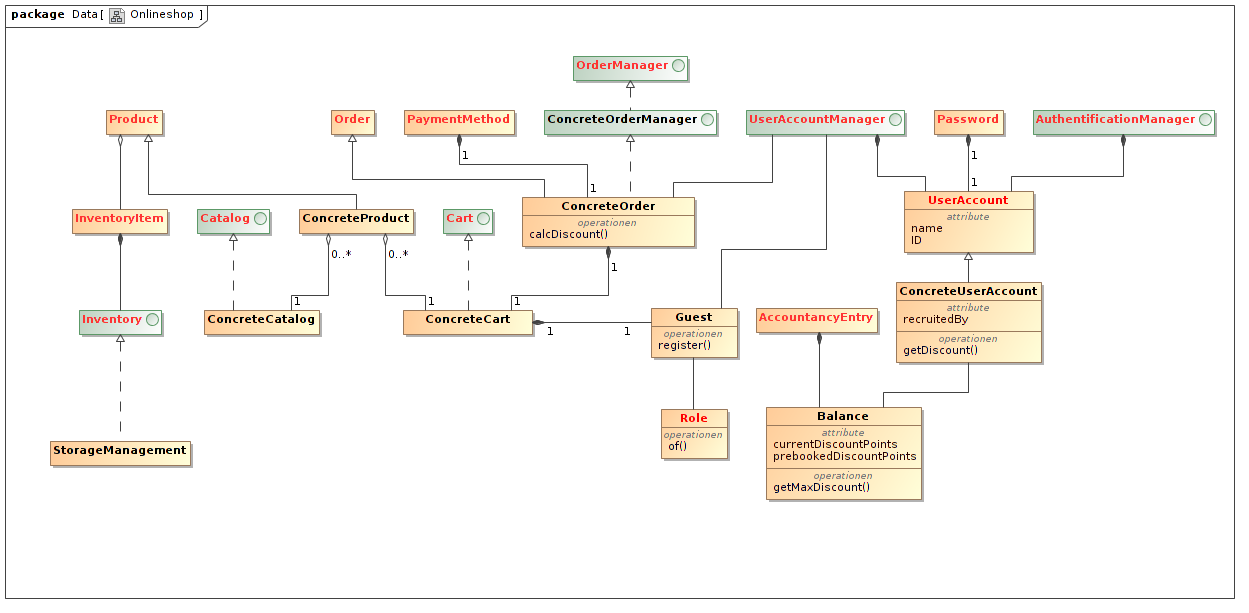 package Data[ Onlineshop ]
OrderManager
Product
Order
PaymentMethod
ConcreteOrderManager
UserAccountManager
Password
AuthentificationManager
1
1
1
1
InventoryItem
Catalog
ConcreteProduct
Cart
ConcreteOrder
operationen
calcDiscount()
UserAccount
attribute
name
ID
0..*
0..*
1
1
1
1
Inventory
ConcreteCatalog
ConcreteCart
1
1
Guest
operationen
register()
AccountancyEntry
ConcreteUserAccount
attribute
recruitedBy
operationen
getDiscount()
StorageManagement
Role
operationen
of()
Balance
attribute
currentDiscountPoints
prebookedDiscountPoints
operationen
getMaxDiscount()